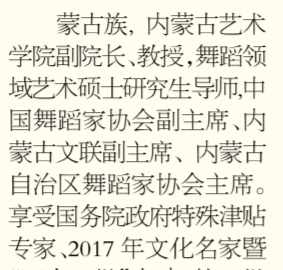 蒙古族, 内蒙古艺术
学院副院长、教授,舞蹈领
域艺术硕士研究生导师,中
国舞蹈家协会副主席、内
蒙古文联副主席、内蒙古
自治区舞蹈家协会主席。
享受国务院政府特殊津贴
专家、2017 年文化名家暨